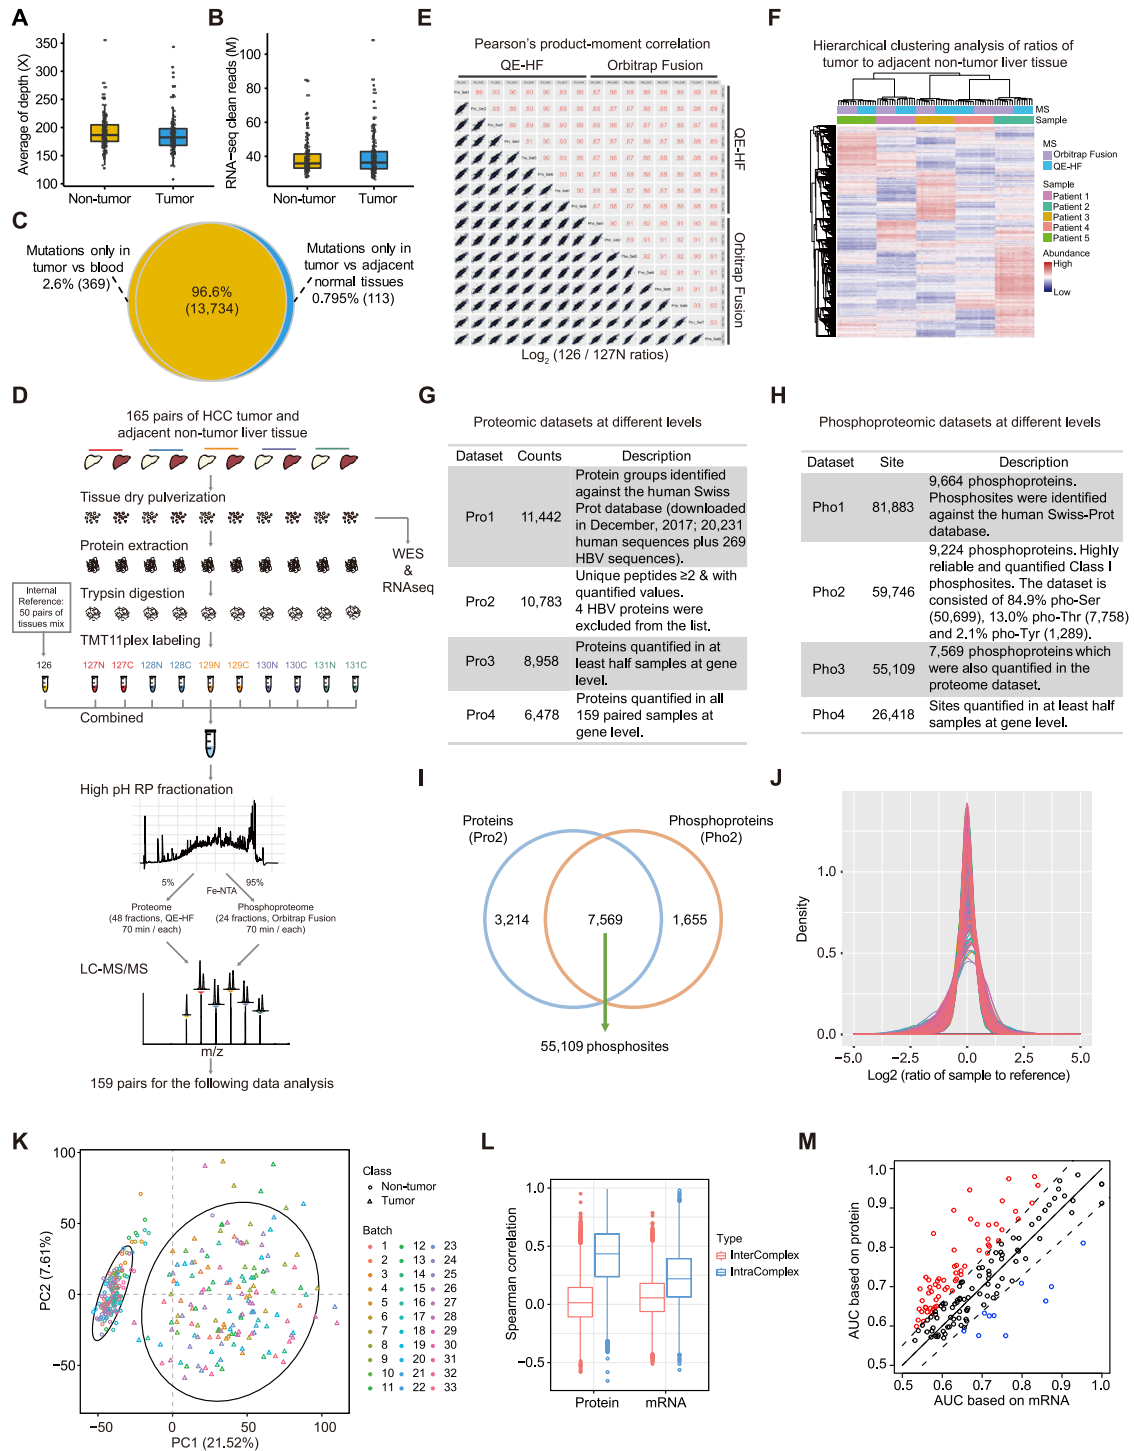 A
Average of depth (X)
350
300
250
200
150
100
Non-tumor
Tumor
B
RNA−seq clean reads (M)
100
80
60
40
Non-tumor
Tumor
C
Mutations only in
tumor vs blood
2.6% (369)
96.6%
(13,734)
Mutations only in
tumor vs adjacent
normal tissues
0.795% (113)
D
165 pairs of HCC tumor and
adjacent non-tumor liver tissue
Tissue dry pulverization
Protein extraction
WES
&
RNAseq
Internal
Reference:
50 pairs of
tissues mix
Trypsin digestion
TMT11plex labeling
126
127N
127C
128N
128C
129N
129C
130N
130C
131N
131C
Combined
High pH RP fractionation
5%
Fe-NTA
95%
Proteome
(48 fractions, QE-HF
70 min / each)
Phosphoproteome
(24 fractions, Orbitrap Fusion
70 min / each)
LC-MS/MS
m/z
159 pairs for the following data analysis
E
Pearson's product-moment correlation
QE-HF
Orbitrap Fusion
QE-HF
Orbitrap Fusion
Log2 (126 / 127N ratios)
F
Hierarchical clustering analysis of ratios of
tumor to adjacent non-tumor liver tissue
MS
Sample
MS
Orbitrap Fusion
QE-HF
Sample
Patient 1
Patient 2
Patient 3
Patient 4
Patient 5
Abundance
High
Low
G
Proteomic datasets at different levels
Dataset Counts Description
Pro1 11,442 Protein groups identified
against the human Swiss
Prot database (downloaded
in December, 2017; 20,231
human sequences plus 269
HBV sequences).
Pro2 10,783 Unique peptides ≥2 & with
quantified values.
4 HBV proteins were
excluded from the list.
Pro3 8,958 Proteins quantified in at
least half samples at gene
level.
Pro4 6,478 Proteins quantified in all
159 paired samples at
gene level.
H
Phosphoproteomic datasets at different levels
Dataset Site Description
Pho1 81,883 9,664 phosphoproteins.
Phosphosites were identified
against the human Swiss-Prot
database.
Pho2 59,746 9,224 phosphoproteins. Highly
reliable and quantified Class I
phosphosites. The dataset is
consisted of 84.9% pho-Ser
(50,699), 13.0% pho-Thr (7,758)
and 2.1% pho-Tyr (1,289).
Pho3 55,109 7,569 phosphoproteins which
were also quantified in the
proteome dataset.
Pho4 26,418 Sites quantified in at least half
samples at gene level.
I
Proteins
(Pro2)
Phosphoproteins
(Pho2)
3,214
7,569
1,655
55,109 phosphosites
J
Density
1.0
0.5
0.0
−5.0
−2.5
0.0
2.5
5.0
Log2 (ratio of sample to reference)
K
PC2 (7.61%)
100
50
0
−50
−50
0
50
100
PC1 (21.52%)
Class
Non-tumor
Tumor
Batch
1 12 23
2 13 24
3 14 25
4 15 26
5 16 27
6 17 28
7 18 29
8 19 30
9 20 31
10 21 32
11 22 33
L
Spearman correlation
1.0
0.5
0.0
−0.5
Protein
mRNA
Type
InterComplex
IntraComplex
M
AUC based on protein
1.0
0.9
0.8
0.7
0.6
0.5
0.5
0.6
0.7
0.8
0.9
1.0
AUC based on mRNA